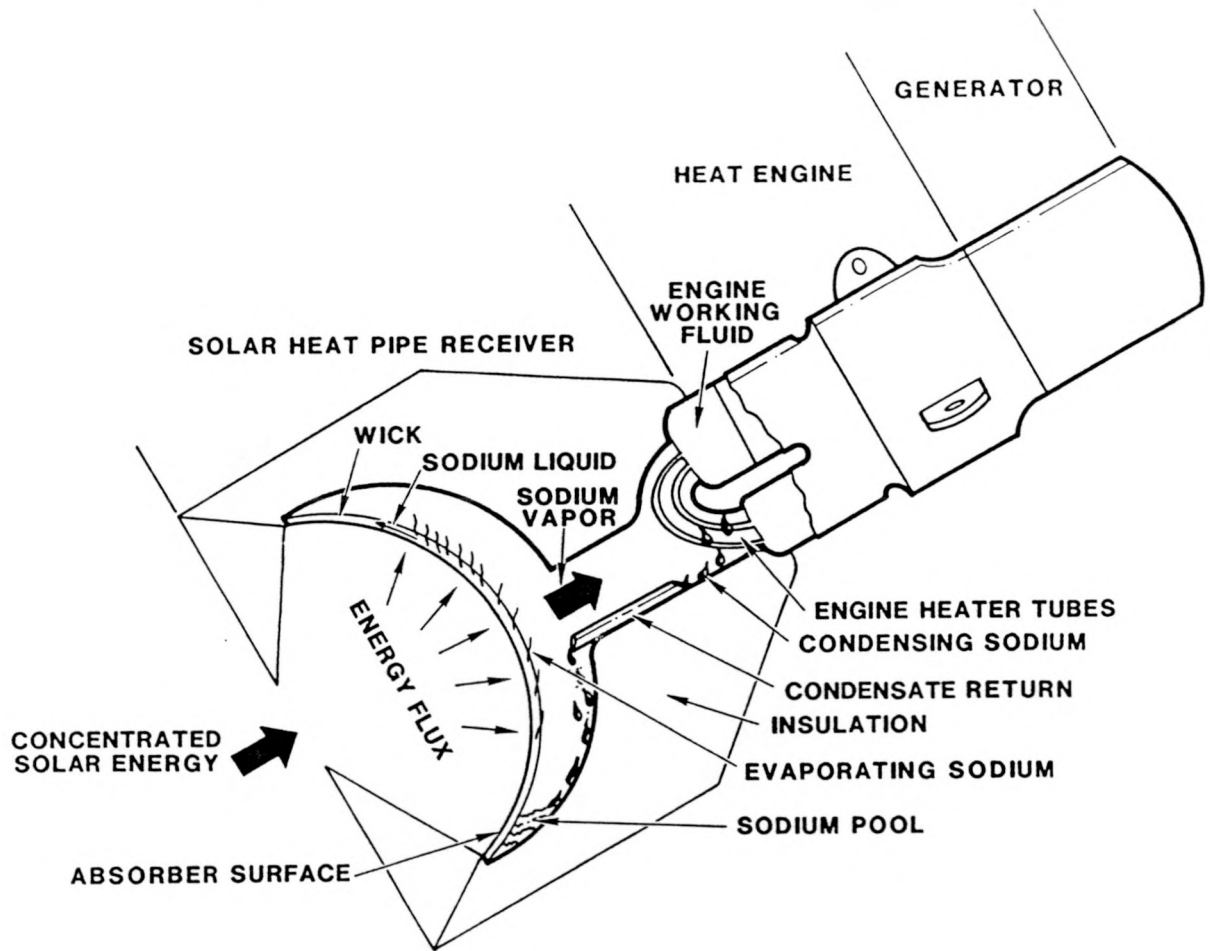 GENERATOR
HEAT ENGINE
ENGINE
WORKING
FLUID
SOLAR HEAT PIPE RECEIVER
WICK
SODIUM LIQUID
SODIUM
VAPOR
ENERGY FLUX
ENGINE HEATER TUBES
CONDENSING SODIUM
CONDENSATE RETURN
INSULATION
CONCENTRATED
SOLAR ENERGY
EVAPORATING SODIUM
SODIUM POOL
ABSORBER SURFACE